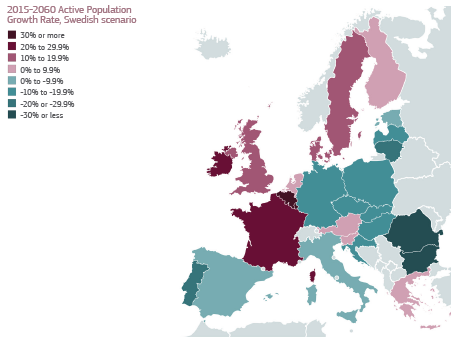 2015-2060 Active Population
Growth Rate, Swedish scenario
30% or more
20% to 29.9%
10% to 19.9%
0% to 9.9%
0% to -9.9%
-10% to -19.9%
-20% or -29.9%
-30% or less